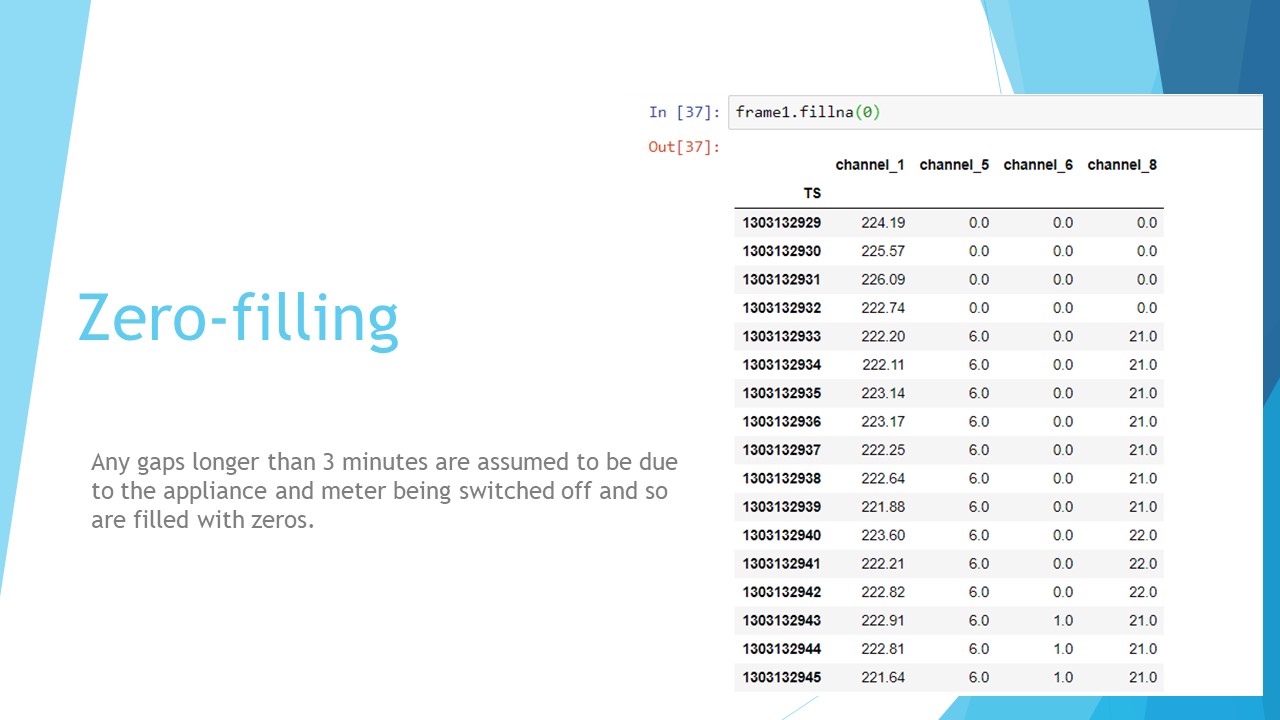 Zero-filling
Any gaps longer than 3 minutes are assumed to be due
to the appliance and meter being switched off and so
are filled with zeros.
In [37]: frame1.fillna(0)
Out[37]:
channel_1 channel_5 channel_6 channel_8
TS
1303132929 224.19 0.0 0.0 0.0
1303132930 225.57 0.0 0.0 0.0
1303132931 226.09 0.0 0.0 0.0
1303132932 222.74 0.0 0.0 0.0
1303132933 222.20 6.0 0.0 21.0
1303132934 222.11 6.0 0.0 21.0
1303132935 223.14 6.0 0.0 21.0
1303132936 223.17 6.0 0.0 21.0
1303132937 222.25 6.0 0.0 21.0
1303132938 222.64 6.0 0.0 21.0
1303132939 221.88 6.0 0.0 21.0
1303132940 223.60 6.0 0.0 22.0
1303132941 222.21 6.0 0.0 22.0
1303132942 222.82 6.0 0.0 22.0
1303132943 222.91 6.0 1.0 21.0
1303132944 222.81 6.0 1.0 21.0
1303132945 221.64 6.0 1.0 21.0